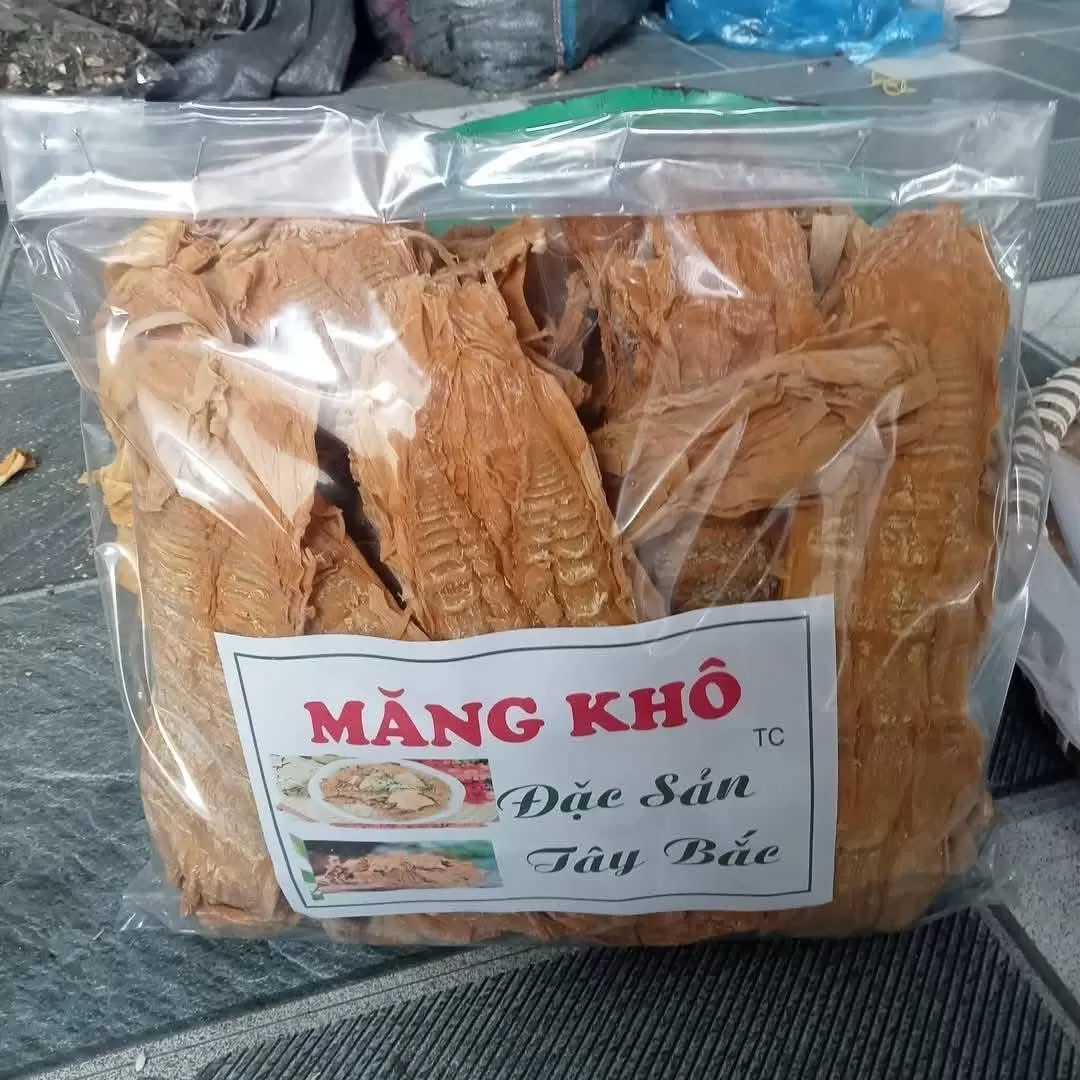 MĂNG KHÔ
TC
Đặc Sản
Tây Bắc